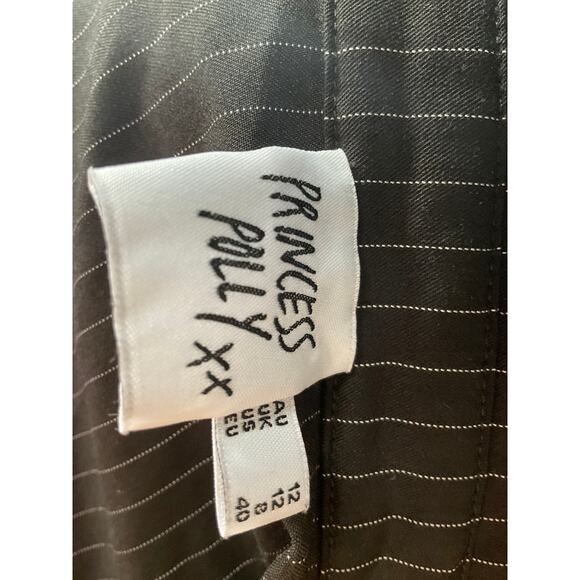 PRINCESS
POLLY XX
AU 12
UK 12
US 8
EU 40